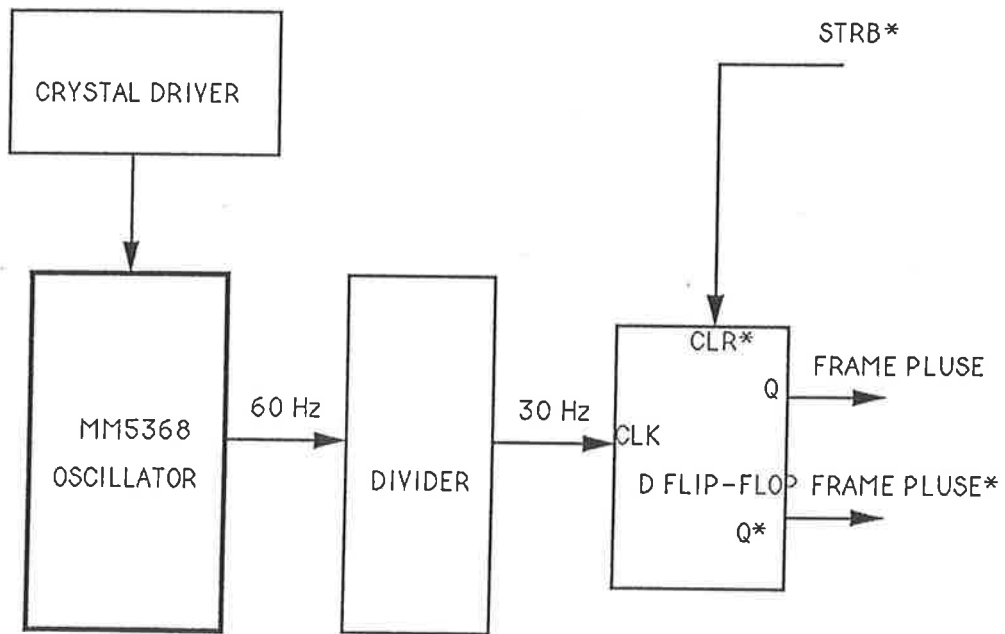 STRB*
CRYSTAL DRIVER
CLR*
FRAME PLUSE
Q
60 Hz
30 Hz
MM5368
OSCILLATOR
CLK
DIVIDER
D FLIP-FLOP
FRAME PLUSE*
Q*